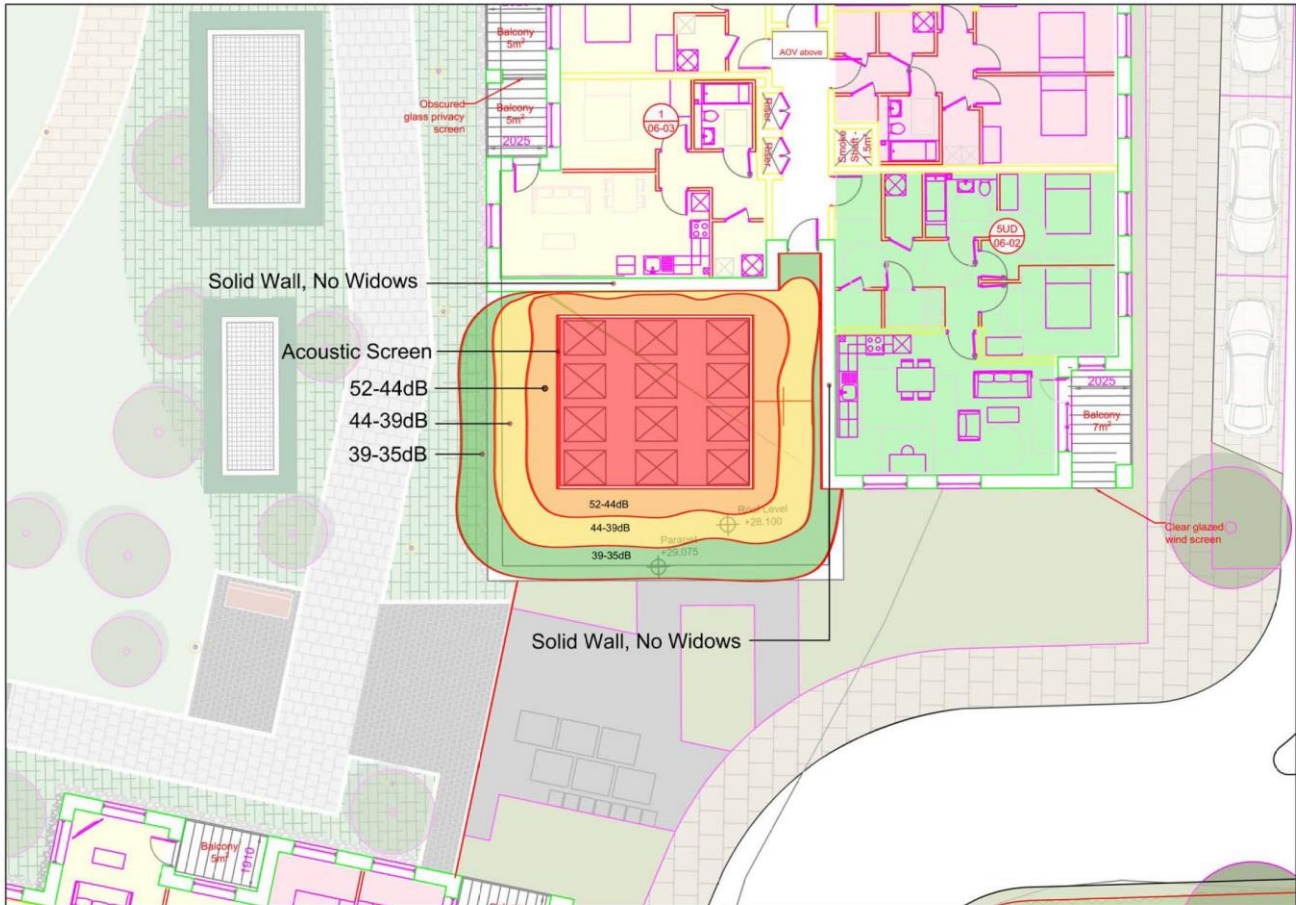 Balcony
5m²
AOV above
Obscured
glass privacy
screen
Balcony
5m²
2025
1
06-03
Riser
Riser
Smoke
Shaft -
1.5m²
5UD
06-02
Solid Wall, No Widows
Acoustic Screen
52-44dB
44-39dB
39-35dB
2025
Balcony
7m²
52-44dB
44-39dB
39-35dB
Roof Level
+28.100
Parapet
+29.075
Clear glazed
wind screen
Solid Wall, No Widows
Balcony
5m²
1910